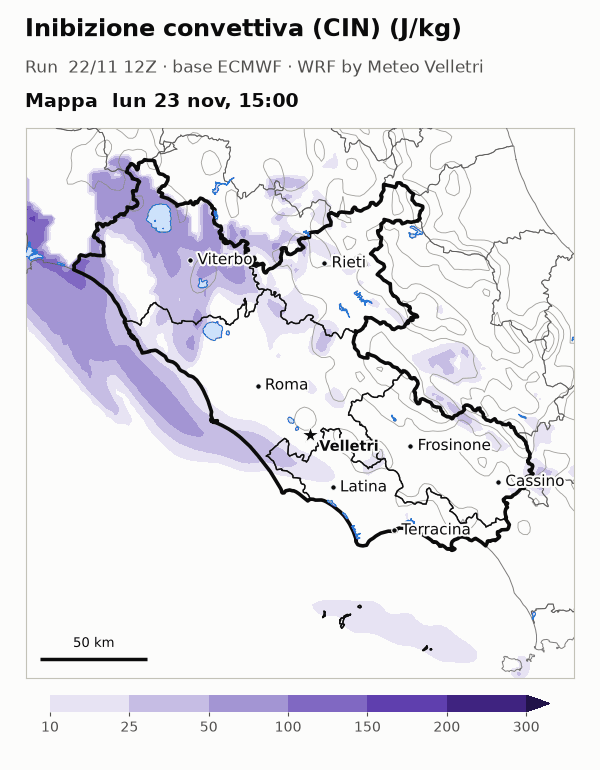 Inibizione convettiva (CIN) (J/kg)
Run  22/11 12Z · base ECMWF · WRF by Meteo Velletri
Mappa  lun 23 nov, 15:00
Viterbo
Rieti
Roma
Velletri
Frosinone
Cassino
Latina
Terracina
50 km
10 25 50 100 150 200 300